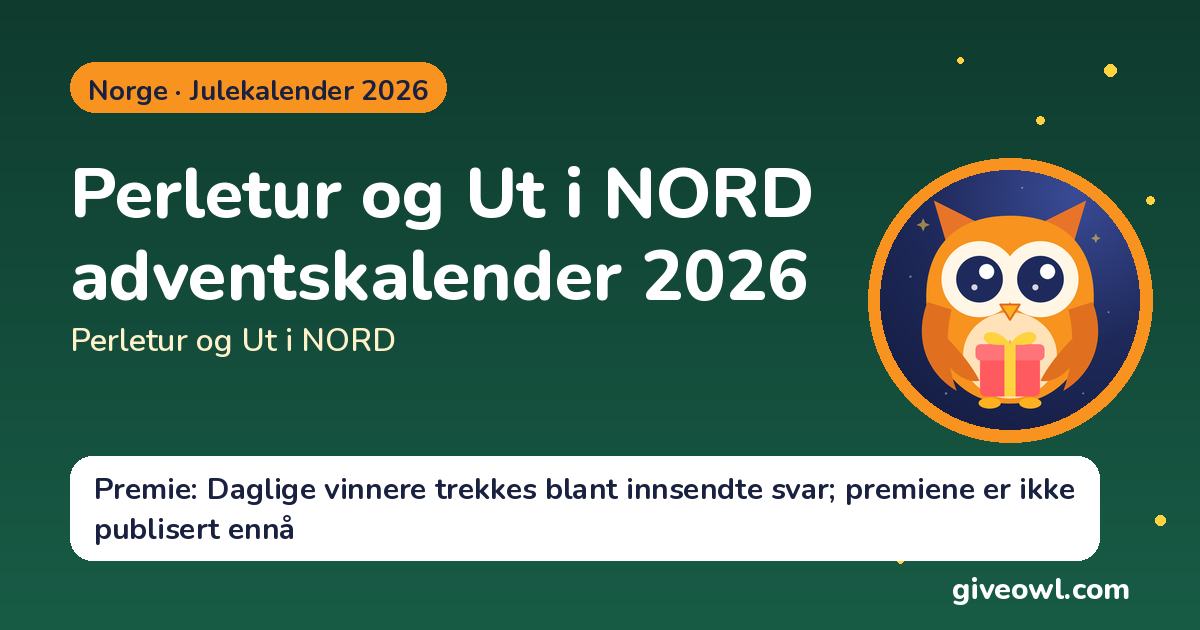 Norge · Julekalender 2026
Perletur og Ut i NORD
adventskalender 2026
Perletur og Ut i NORD
Premie: Daglige vinnere trekkes blant innsendte svar; premiene er ikke
publisert ennå
giveowl.com